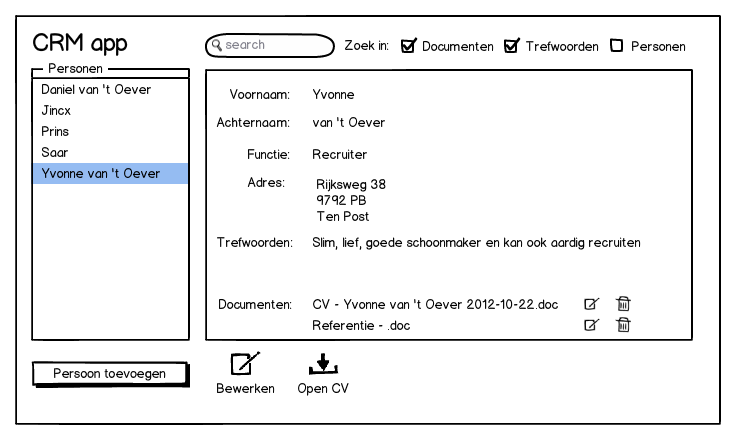 CRM app
search
Zoek in: Documenten Trefwoorden Personen
Personen
Daniel van 't Oever
Jincx
Prins
Saar
Yvonne van 't Oever
Voornaam: Yvonne
Achternaam: van 't Oever
Functie: Recruiter
Adres: Rijksweg 38
9792 PB
Ten Post
Trefwoorden: Slim, lief, goede schoonmaker en kan ook aardig recruiten
Documenten: CV - Yvonne van 't Oever 2012-10-22.doc
Referentie - .doc
Persoon toevoegen
Bewerken
Open CV